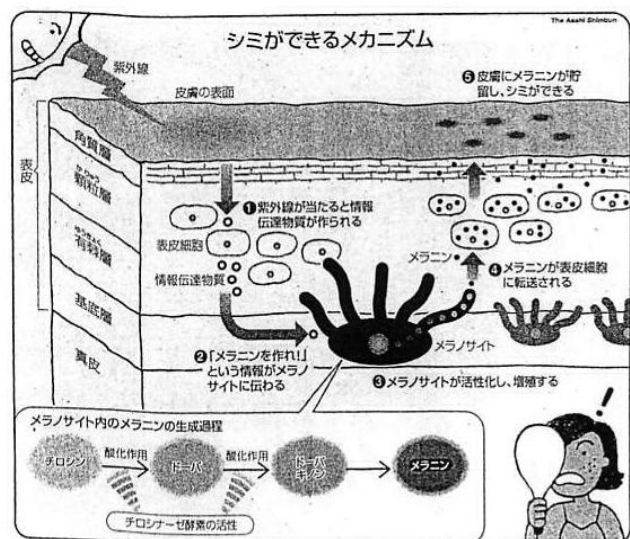 The Asahi Shimbun
シミができるメカニズム
紫外線
皮膚の表面
❺皮膚にメラニンが貯
留し、シミができる
表皮
角質層
かりゅう
顆粒層
ゆうきょく
有棘層
基底層
真皮
❶紫外線が当たると情報
伝達物質が作られる
表皮細胞
情報伝達物質
メラニン
❹メラニンが表皮細胞
に転送される
❷「メラニンを作れ!」
という情報がメラノ
サイトに伝わる
メラノサイト
❸メラノサイトが活性化し、増殖する
メラノサイト内のメラニンの生成過程
チロシン
酸化作用
ドーパ
酸化作用
ドーパ
キノン
メラニン
チロシナーゼ酵素の活性
!